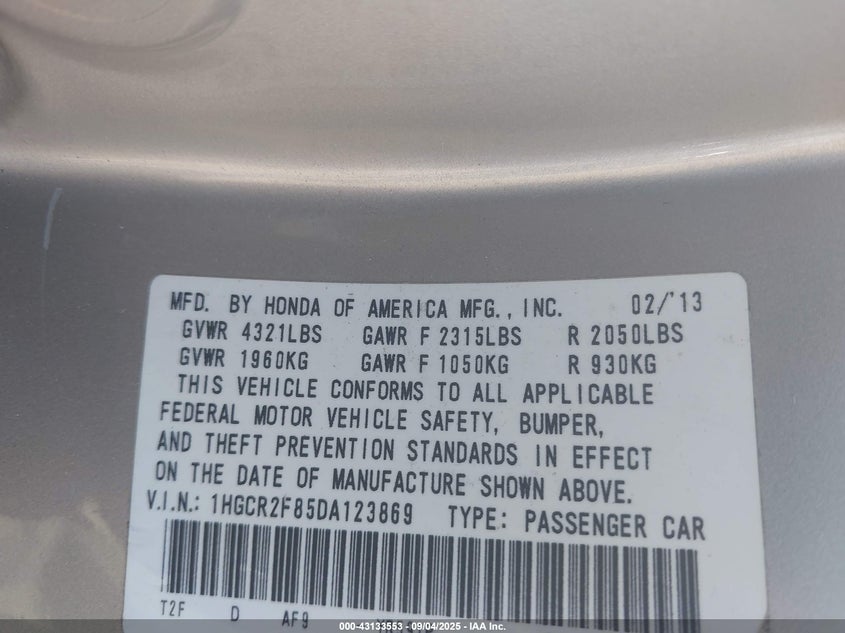 MFD. BY HONDA OF AMERICA MFG., INC. 02/'13
GVWR 4321LBS GAWR F 2315LBS R 2050LBS
GVWR 1960KG GAWR F 1050KG R 930KG
THIS VEHICLE CONFORMS TO ALL APPLICABLE
FEDERAL MOTOR VEHICLE SAFETY, BUMPER,
AND THEFT PREVENTION STANDARDS IN EFFECT
ON THE DATE OF MANUFACTURE SHOWN ABOVE.
V.I.N.: 1HGCR2F85DA123869 TYPE: PASSENGER CAR
T2F D AF9
000-43133553 - 09/04/2025 - IAA Inc.